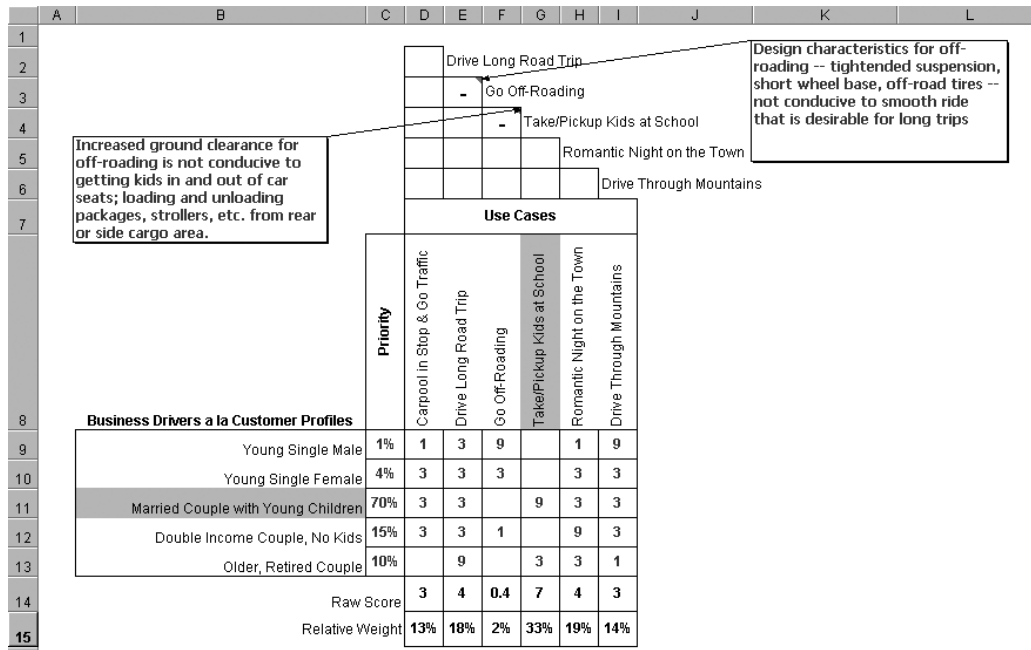 A B C D E F G H I J K L
1
2 Drive Long Road Trip
3 - Go Off-Roading
4 - Take/Pickup Kids at School
5 Romantic Night on the Town
6 Drive Through Mountains
Design characteristics for off-
roading -- tightended suspension,
short wheel base, off-road tires --
not conducive to smooth ride
that is desirable for long trips
Increased ground clearance for
off-roading is not conducive to
getting kids in and out of car
seats; loading and unloading
packages, strollers, etc. from rear
or side cargo area.
7 Use Cases
8 Business Drivers a la Customer Profiles
Priority
Carpool in Stop & Go Traffic
Drive Long Road Trip
Go Off-Roading
Take/Pickup Kids at School
Romantic Night on the Town
Drive Through Mountains
9 Young Single Male 1% 1 3 9 1 9
10 Young Single Female 4% 3 3 3 3 3
11 Married Couple with Young Children 70% 3 3 9 3 3
12 Double Income Couple, No Kids 15% 3 3 1 9 3
13 Older, Retired Couple 10% 9 3 3 1
14 Raw Score 3 4 0.4 7 4 3
15 Relative Weight 13% 18% 2% 33% 19% 14%